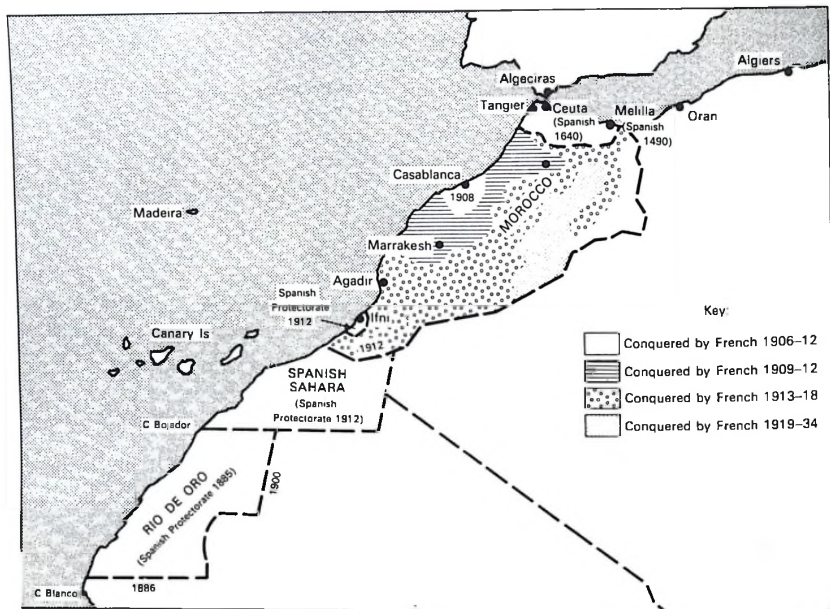 Algiers
Algeciras
Tangier
Ceuta
(Spanish
1640)
Melilla
(Spanish
1490)
Oran
Casablanca
1908
MOROCCO
Madeira
Marrakesh
Agadir
Spanish
Protectorate
1912
Ifni
1912
Canary Is
SPANISH
SAHARA
(Spanish
Protectorate 1912)
C Bojador
RIO DE ORO
(Spanish Protectorate 1885)
1900
1886
C Blanco
Key:
Conquered by French 1906–12
Conquered by French 1909–12
Conquered by French 1913–18
Conquered by French 1919–34